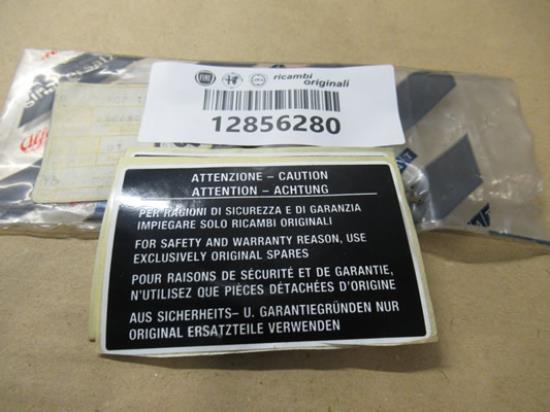 FIAT
ricambi
originali
12856280
ATTENZIONE – CAUTION
ATTENTION – ACHTUNG
PER RAGIONI DI SICUREZZA E DI GARANZIA
IMPIEGARE SOLO RICAMBI ORIGINALI
FOR SAFETY AND WARRANTY REASON, USE
EXCLUSIVELY ORIGINAL SPARES
POUR RAISONS DE SÉCURITÉ ET DE GARANTIE,
N'UTILISEZ QUE PIÈCES DÉTACHÉES D'ORIGINE
AUS SICHERHEITS– U. GARANTIEGRÜNDEN NUR
ORIGINAL ERSATZTEILE VERWENDEN